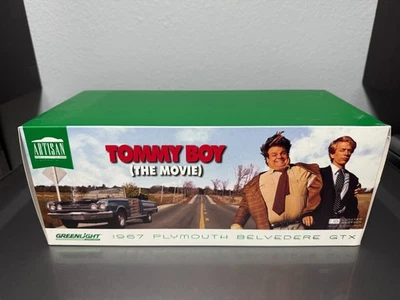 ARTISAN
TOMMY BOY
(THE MOVIE)
GREENLIGHT
1967 PLYMOUTH BELVEDERE GTX